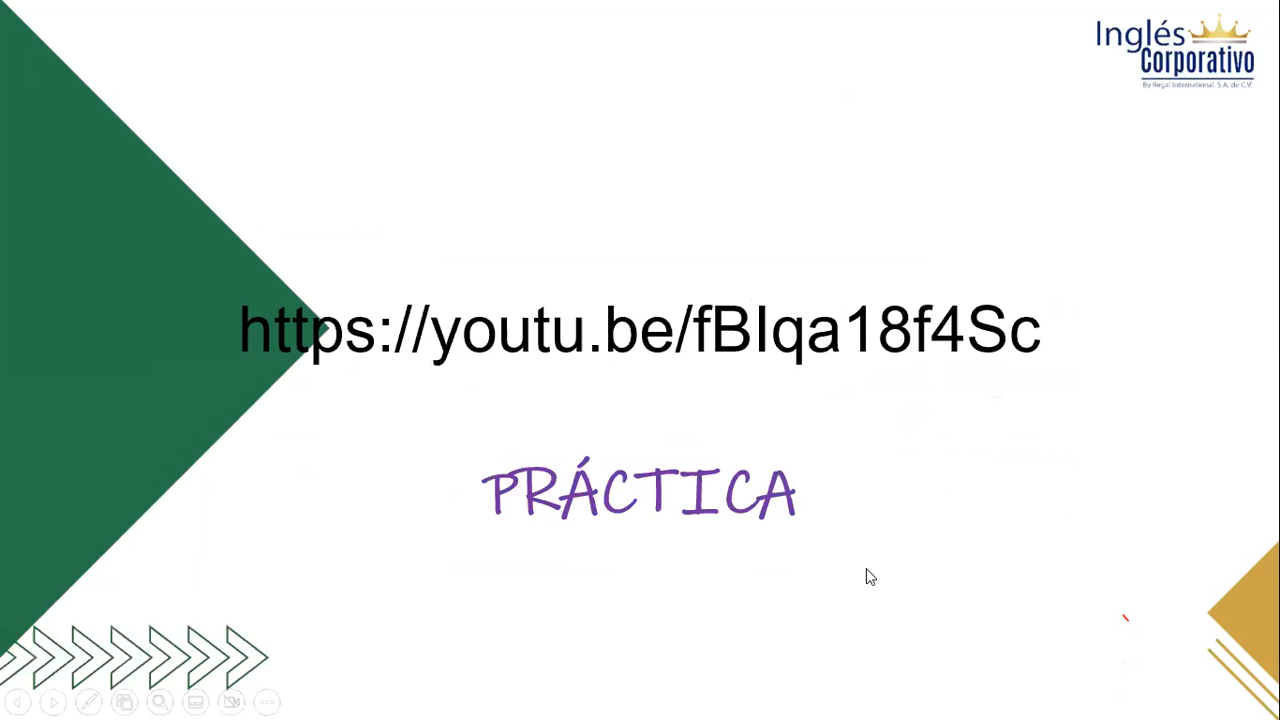 Inglés
Corporativo
By Regal International, S.A. de C.V.
https://youtu.be/fBIqa18f4Sc
PRÁCTICA